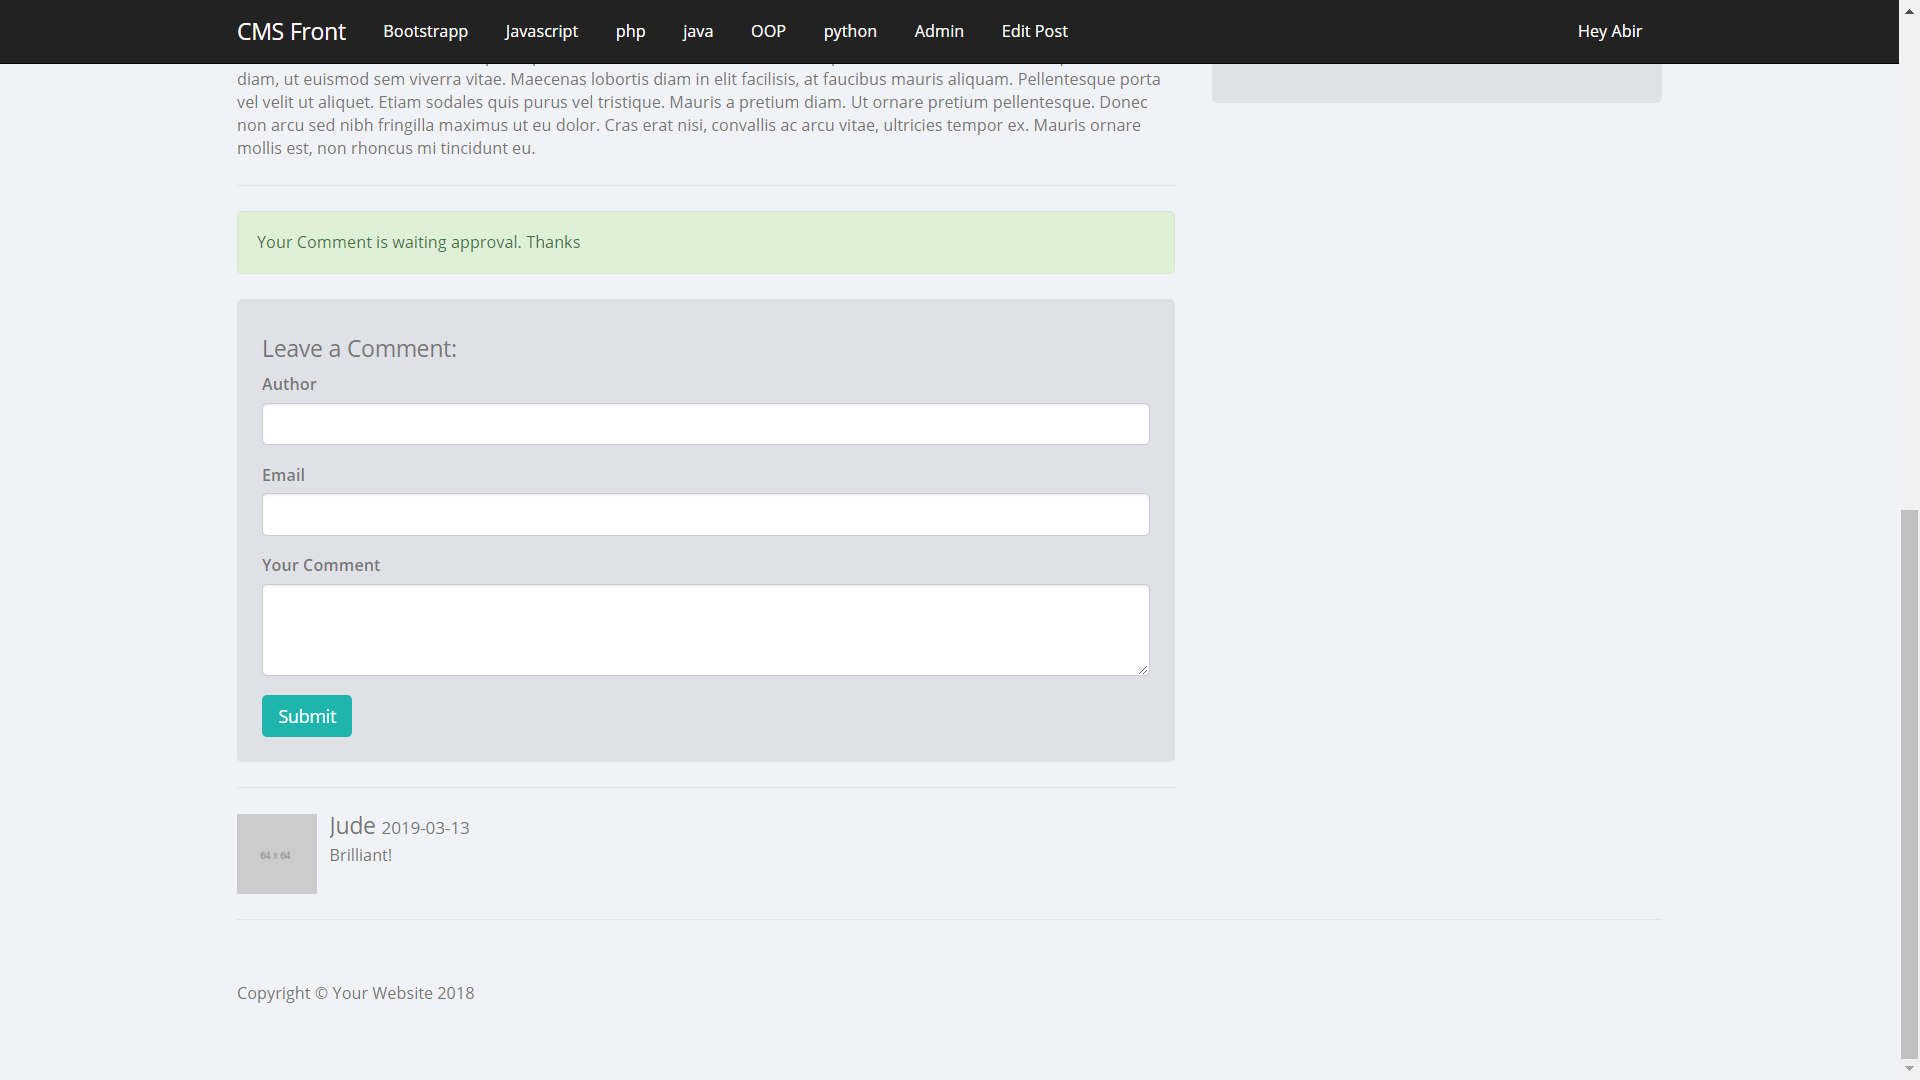 CMS Front Bootstrapp Javascript php java OOP python Admin Edit Post Hey Abir
diam, ut euismod sem viverra vitae. Maecenas lobortis diam in elit facilisis, at faucibus mauris aliquam. Pellentesque porta
vel velit ut aliquet. Etiam sodales quis purus vel tristique. Mauris a pretium diam. Ut ornare pretium pellentesque. Donec
non arcu sed nibh fringilla maximus ut eu dolor. Cras erat nisi, convallis ac arcu vitae, ultricies tempor ex. Mauris ornare
mollis est, non rhoncus mi tincidunt eu.
Your Comment is waiting approval. Thanks
Leave a Comment:
Author
Email
Your Comment
Submit
Jude 2019-03-13
64 x 64
Brilliant!
Copyright © Your Website 2018